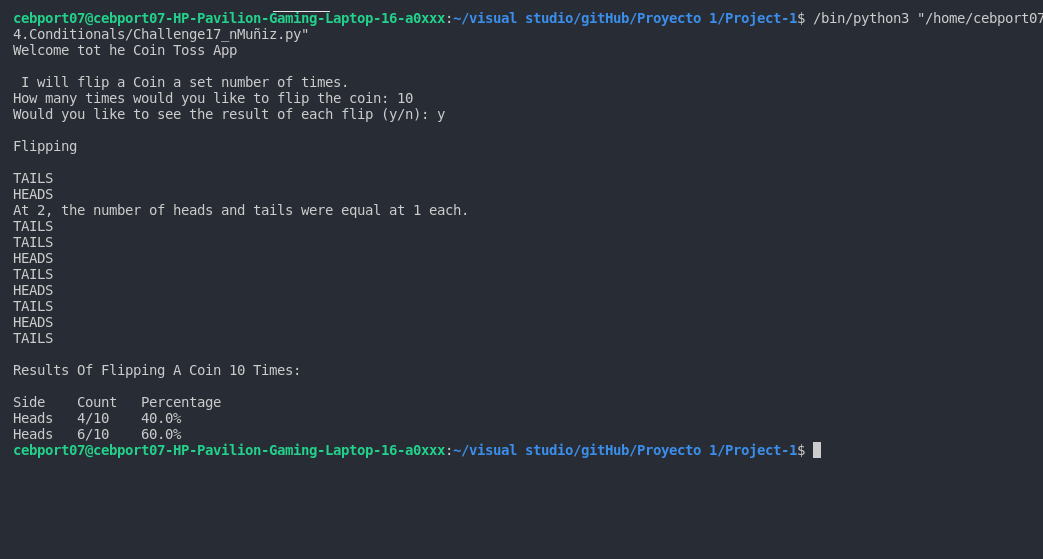 cebport07@cebport07-HP-Pavilion-Gaming-Laptop-16-a0xxx:~/visual studio/gitHub/Proyecto 1/Project-1$ /bin/python3 "/home/cebport07
4.Conditionals/Challenge17_nMuñiz.py"
Welcome tot he Coin Toss App
I will flip a Coin a set number of times.
How many times would you like to flip the coin: 10
Would you like to see the result of each flip (y/n): y
Flipping
TAILS
HEADS
At 2, the number of heads and tails were equal at 1 each.
TAILS
TAILS
HEADS
TAILS
HEADS
TAILS
HEADS
TAILS
Results Of Flipping A Coin 10 Times:
Side    Count   Percentage
Heads   4/10    40.0%
Heads   6/10    60.0%
cebport07@cebport07-HP-Pavilion-Gaming-Laptop-16-a0xxx:~/visual studio/gitHub/Proyecto 1/Project-1$